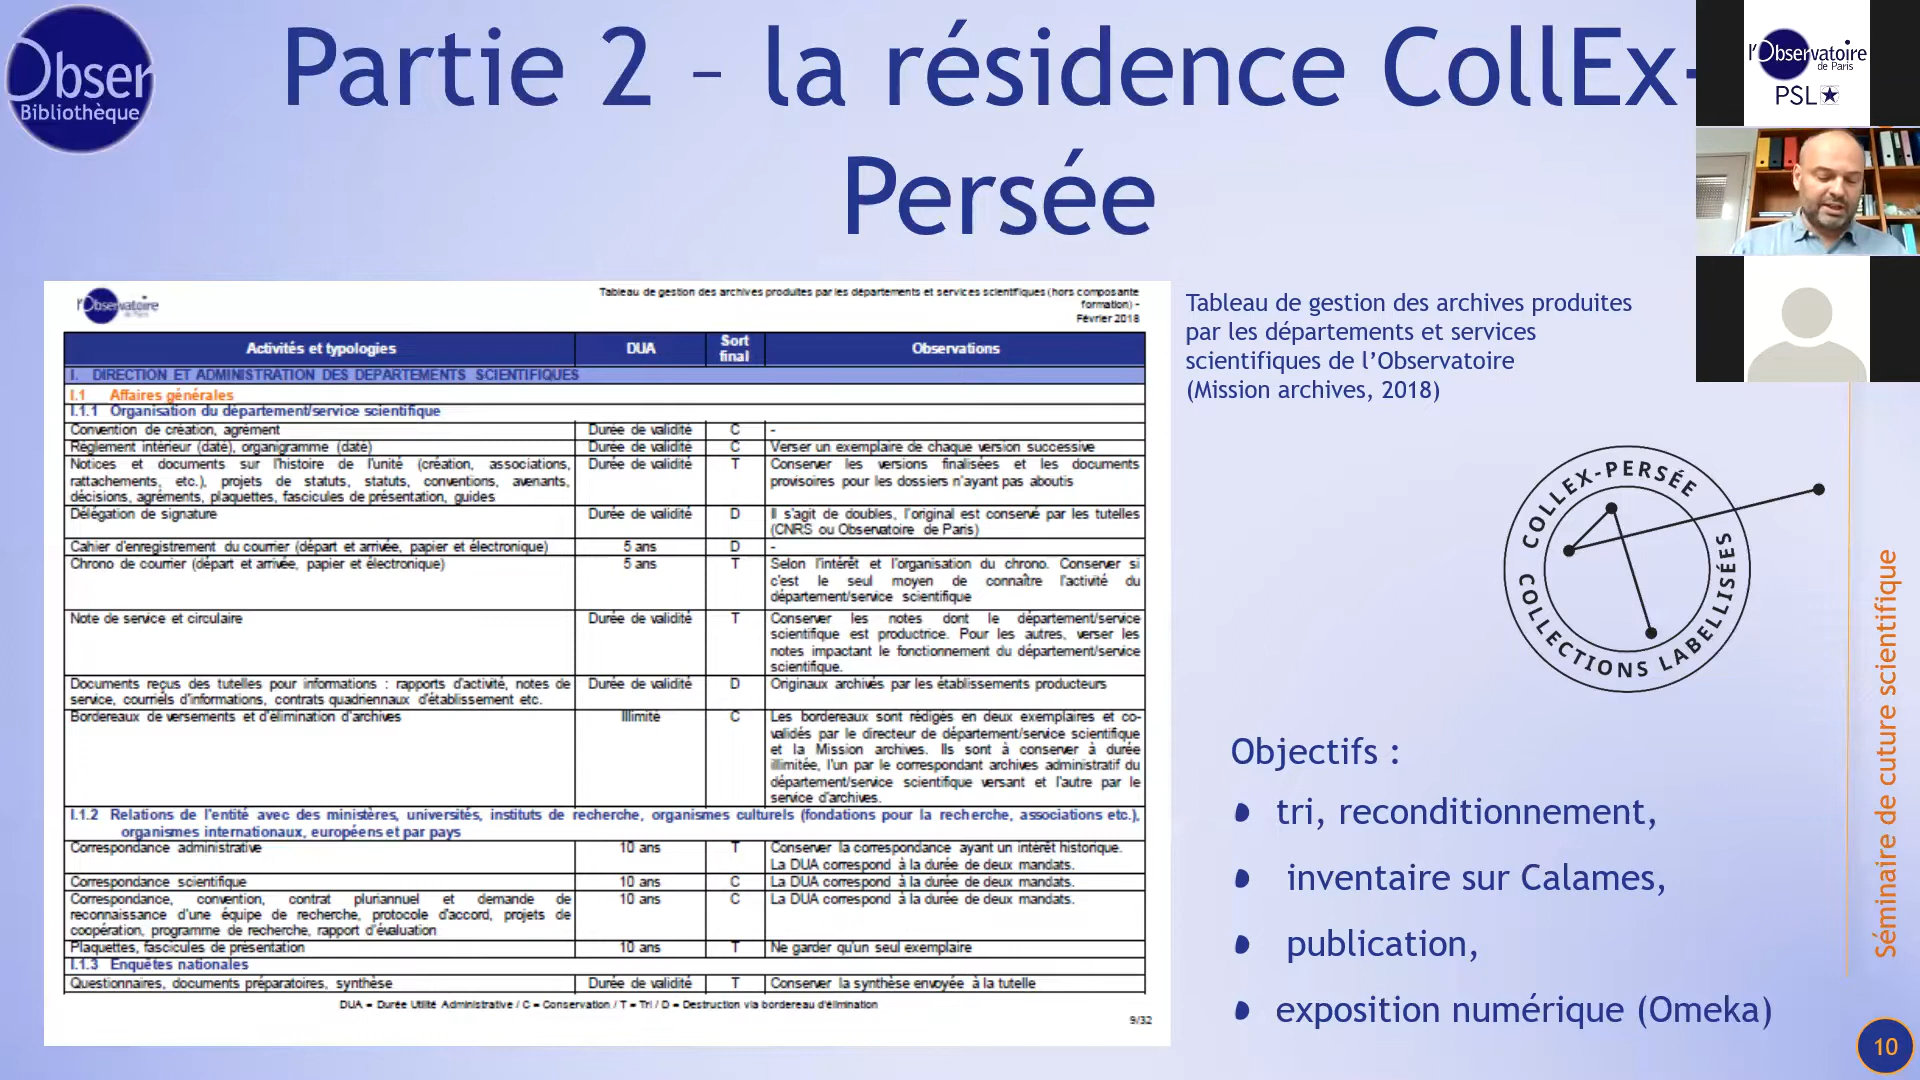 Obser
Bibliothèque
Partie 2 – la résidence CollEx-
Persée
l'Observatoire
de Paris
PSL
l'Observatoire
de Paris
Tableau de gestion des archives produites par les départements et services scientifiques (hors composante
formation) -
Février 2018
Activités et typologies DUA Sort final Observations
I. DIRECTION ET ADMINISTRATION DES DEPARTEMENTS SCIENTIFIQUES
I.1 Affaires générales
I.1.1 Organisation du département/service scientifique
Convention de création, agrément Durée de validité C -
Règlement intérieur (daté), organigramme (daté) Durée de validité C Verser un exemplaire de chaque version successive
Notices et documents sur l'histoire de l'unité (création, associations, Durée de validité T Conserver les versions finalisées et les documents
rattachements, etc.), projets de statuts, statuts, conventions, avenants, provisoires pour les dossiers n'ayant pas aboutis
décisions, agréments, plaquettes, fascicules de présentation, guides
Délégation de signature Durée de validité D Il s'agit de doubles, l'original est conservé par les tutelles
(CNRS ou Observatoire de Paris)
Cahier d'enregistrement du courrier (départ et arrivée, papier et électronique) 5 ans D -
Chrono de courrier (départ et arrivée, papier et électronique) 5 ans T Selon l'intérêt et l'organisation du chrono. Conserver si
c'est le seul moyen de connaître l'activité du
département/service scientifique
Note de service et circulaire Durée de validité T Conserver les notes dont le département/service
scientifique est productrice. Pour les autres, verser les
notes impactant le fonctionnement du département/service
scientifique.
Documents reçus des tutelles pour informations : rapports d'activité, notes de Durée de validité D Originaux archivés par les établissements producteurs
service, courriels d'informations, contrats quadriennaux d'établissement etc.
Bordereaux de versements et d'élimination d'archives Illimité C Les bordereaux sont rédigés en deux exemplaires et co-
validés par le directeur de département/service scientifique
et la Mission archives. Ils sont à conserver à durée
illimitée, l'un par le correspondant archives administratif du
département/service scientifique versant et l'autre par le
service d'archives.
I.1.2 Relations de l'entité avec des ministères, universités, instituts de recherche, organismes culturels (fondations pour la recherche, associations etc.),
organismes internationaux, européens et par pays
Correspondance administrative 10 ans T Conserver la correspondance ayant un intérêt historique.
La DUA correspond à la durée de deux mandats.
Correspondance scientifique 10 ans C La DUA correspond à la durée de deux mandats.
Correspondance, convention, contrat pluriannuel et demande de 10 ans C La DUA correspond à la durée de deux mandats.
reconnaissance d'une équipe de recherche, protocole d'accord, projets de
coopération, programme de recherche, rapport d'évaluation
Plaquettes, fascicules de présentation 10 ans T Ne garder qu'un seul exemplaire
I.1.3 Enquêtes nationales
Questionnaires, documents préparatoires, synthèse Durée de validité T Conserver la synthèse envoyée à la tutelle
DUA = Durée Utilité Administrative / C = Conservation / T = Tri / D = Destruction via bordereau d'élimination
9/32
Tableau de gestion des archives produites
par les départements et services
scientifiques de l’Observatoire
(Mission archives, 2018)
COLLEX-PERSÉE
COLLECTIONS LABELLISÉES
Objectifs :
tri, reconditionnement,
inventaire sur Calames,
publication,
exposition numérique (Omeka)
Séminaire de cuture scientifique
10